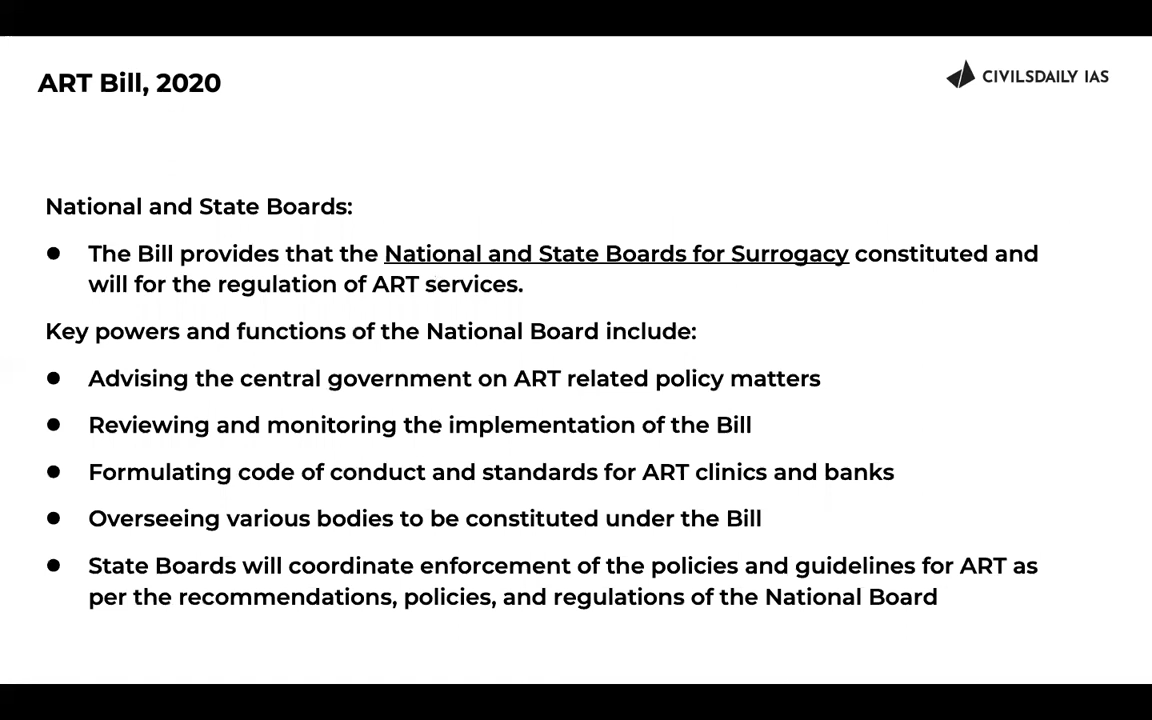 ART Bill, 2020
CIVILSDAILY IAS
National and State Boards:
● The Bill provides that the National and State Boards for Surrogacy constituted and
will for the regulation of ART services.
Key powers and functions of the National Board include:
● Advising the central government on ART related policy matters
● Reviewing and monitoring the implementation of the Bill
● Formulating code of conduct and standards for ART clinics and banks
● Overseeing various bodies to be constituted under the Bill
● State Boards will coordinate enforcement of the policies and guidelines for ART as
per the recommendations, policies, and regulations of the National Board